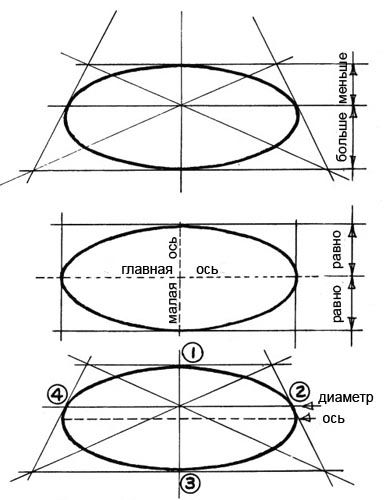 меньше
больше
главная ось
малая ось
равно
равно
1
4
2
диаметр
ось
3